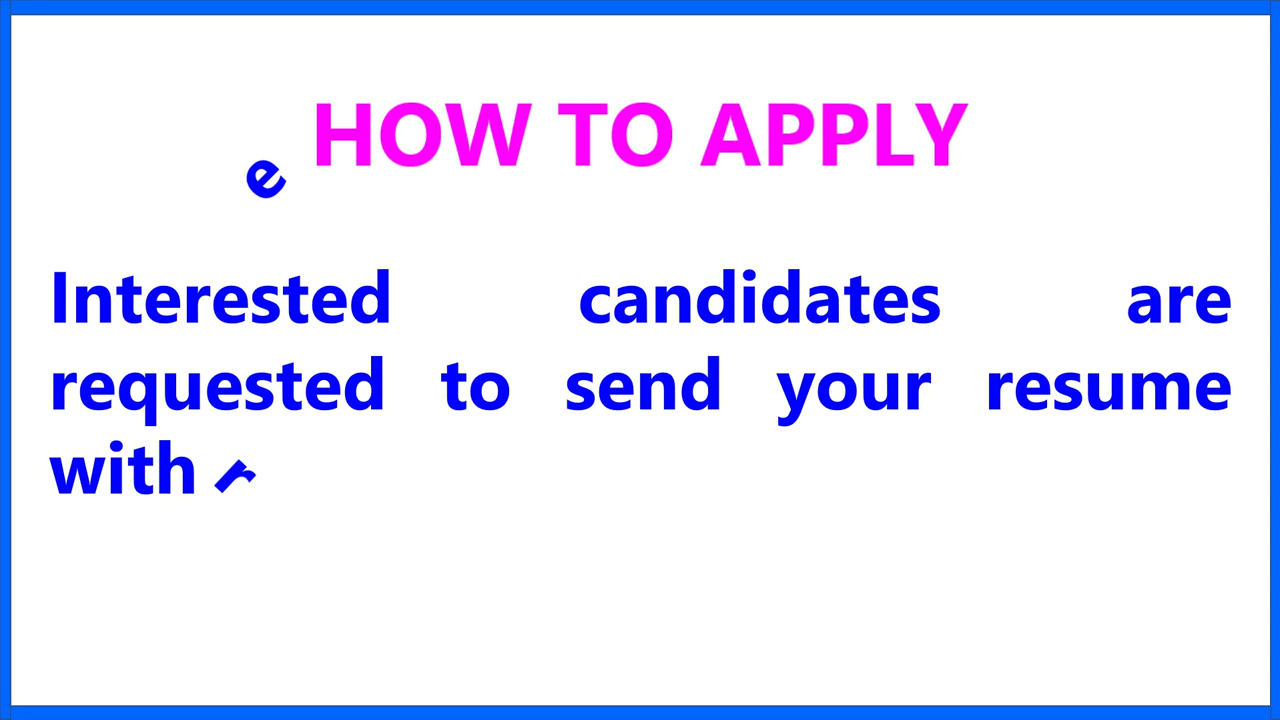 HOW TO APPLY
e
Interested candidates are
requested to send your resume
with r